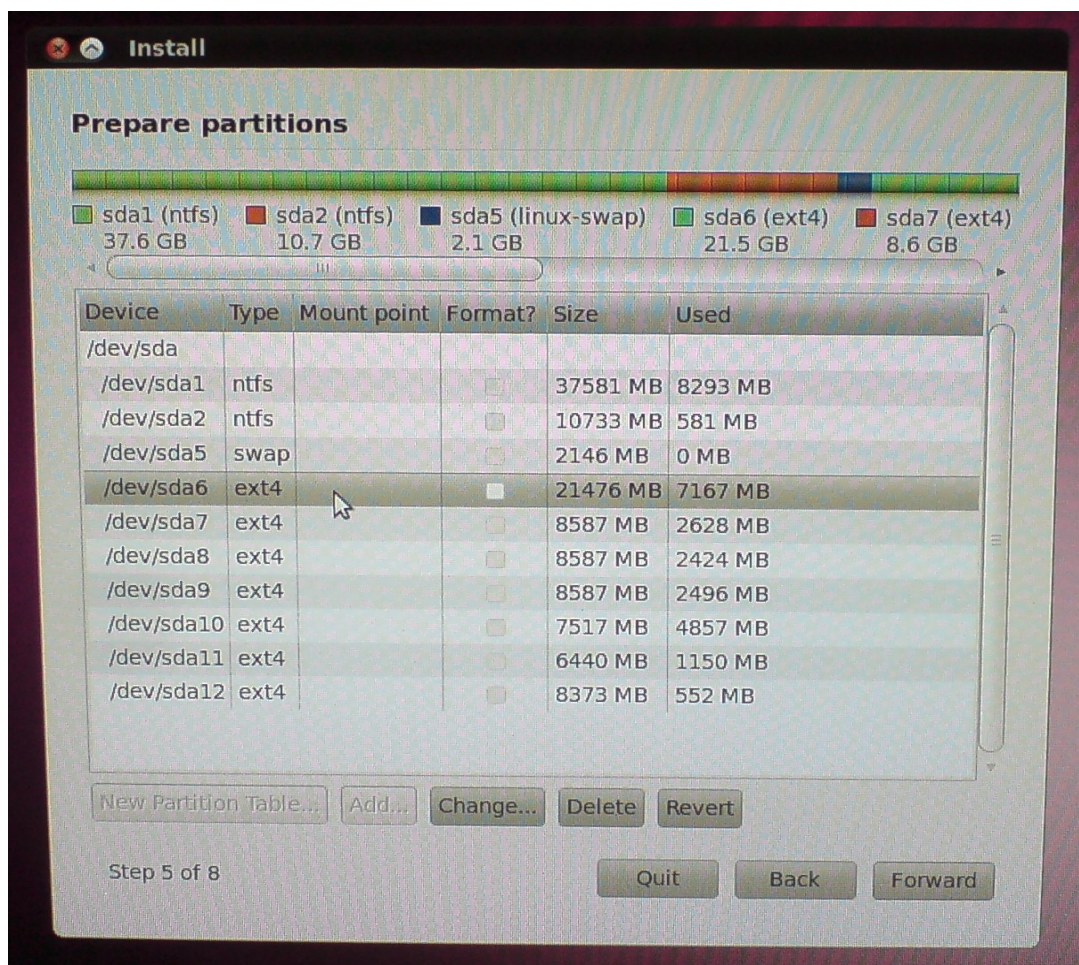 Install
Prepare partitions
sda1 (ntfs) sda2 (ntfs) sda5 (linux-swap) sda6 (ext4) sda7 (ext4)
37.6 GB 10.7 GB 2.1 GB 21.5 GB 8.6 GB
Device Type Mount point Format? Size Used
/dev/sda
/dev/sda1 ntfs 37581 MB 8293 MB
/dev/sda2 ntfs 10733 MB 581 MB
/dev/sda5 swap 2146 MB 0 MB
/dev/sda6 ext4 21476 MB 7167 MB
/dev/sda7 ext4 8587 MB 2628 MB
/dev/sda8 ext4 8587 MB 2424 MB
/dev/sda9 ext4 8587 MB 2496 MB
/dev/sda10 ext4 7517 MB 4857 MB
/dev/sda11 ext4 6440 MB 1150 MB
/dev/sda12 ext4 8373 MB 552 MB
New Partition Table... Add... Change... Delete Revert
Step 5 of 8 Quit Back Forward